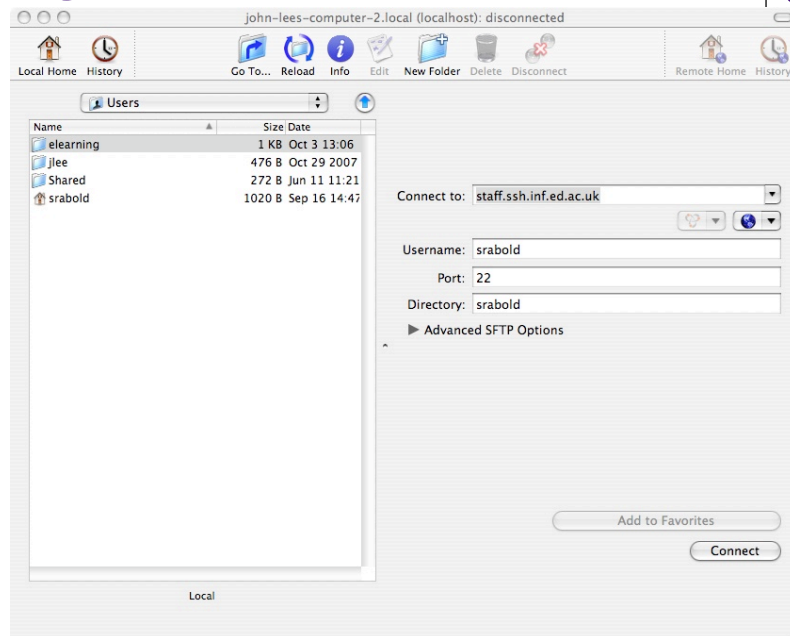 john-lees-computer-2.local (localhost): disconnected
Local Home History Go To... Reload Info Edit New Folder Delete Disconnect Remote Home History
Users
Name Size Date
elearning 1 KB Oct 3 13:06
jlee 476 B Oct 29 2007
Shared 272 B Jun 11 11:21
srabold 1020 B Sep 16 14:47
Connect to: staff.ssh.inf.ed.ac.uk
Username: srabold
Port: 22
Directory: srabold
Advanced SFTP Options
Add to Favorites
Connect
Local